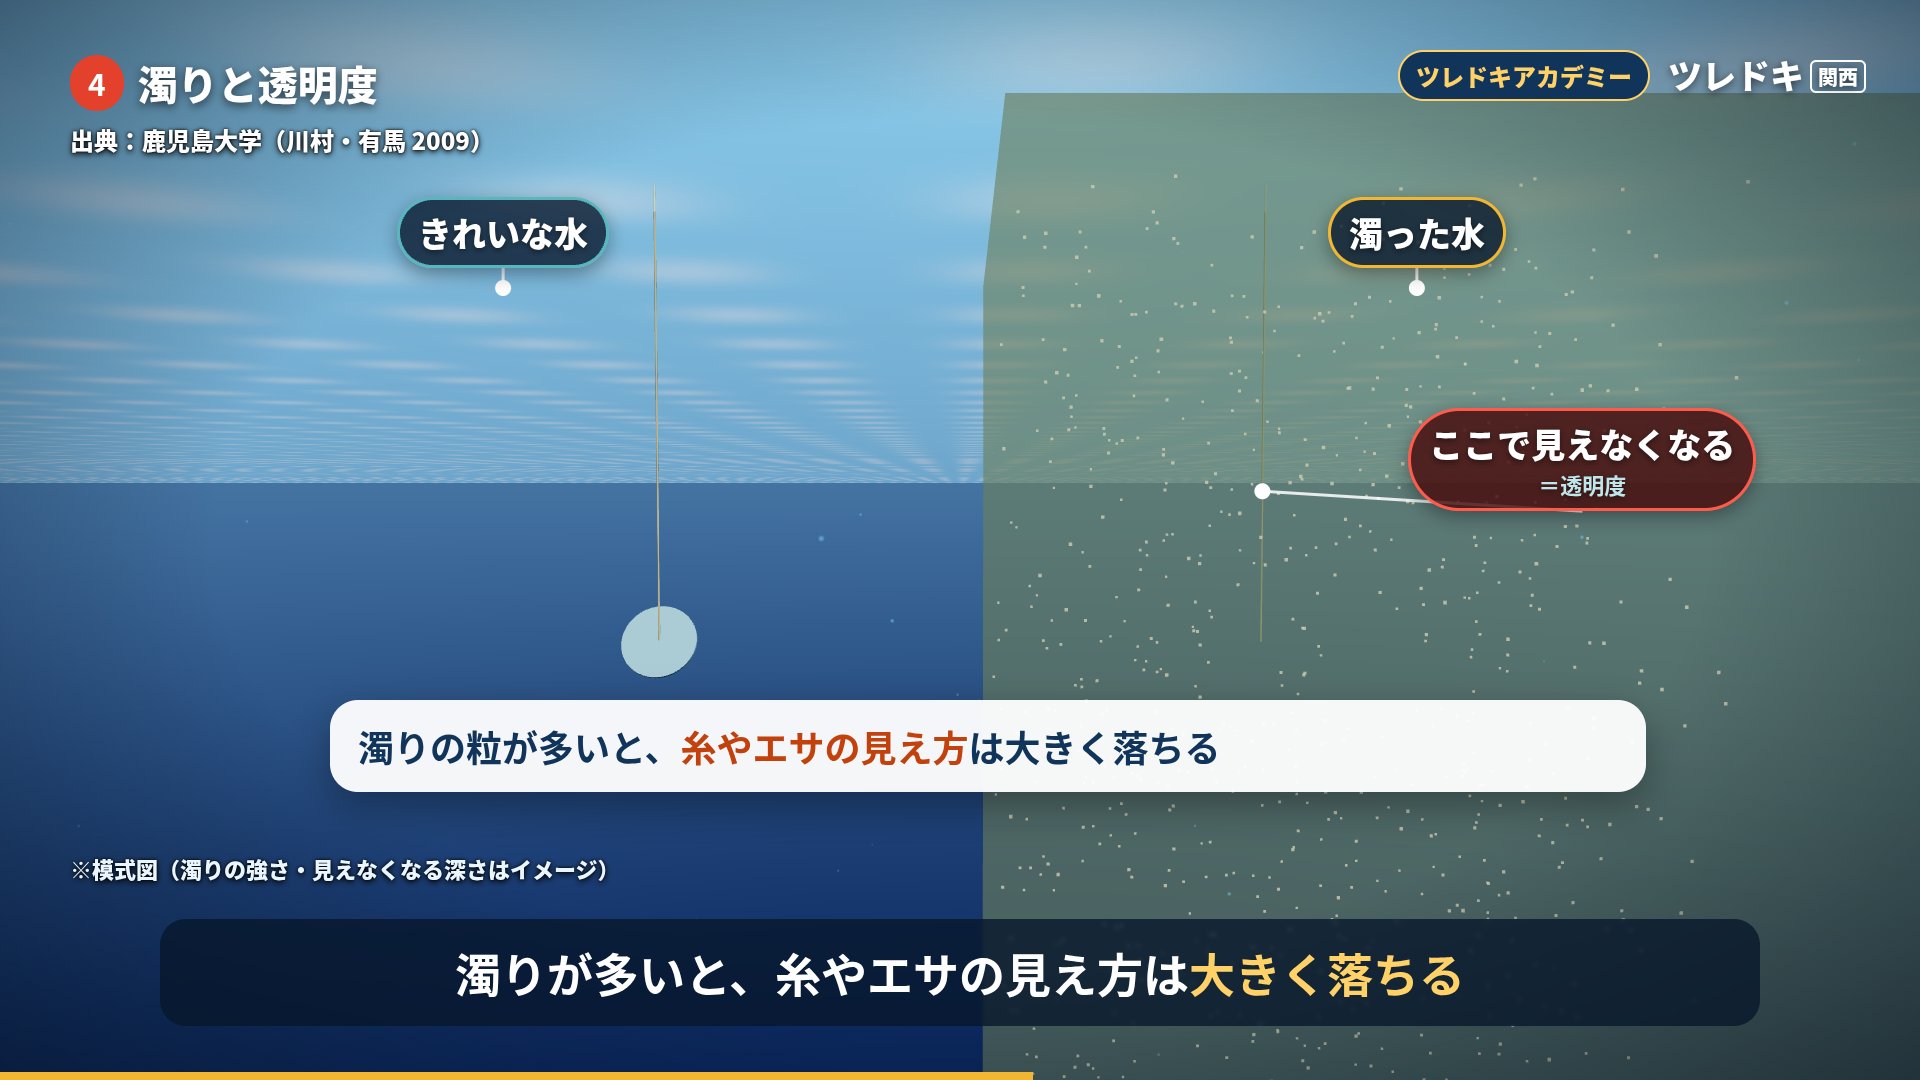 4 濁りと透明度
出典：鹿児島大学（川村・有馬 2009）
ツレドキアカデミー ツレドキ 関西
きれいな水
濁った水
ここで見えなくなる
＝透明度
濁りの粒が多いと、糸やエサの見え方は大きく落ちる
※模式図（濁りの強さ・見えなくなる深さはイメージ）
濁りが多いと、糸やエサの見え方は大きく落ちる